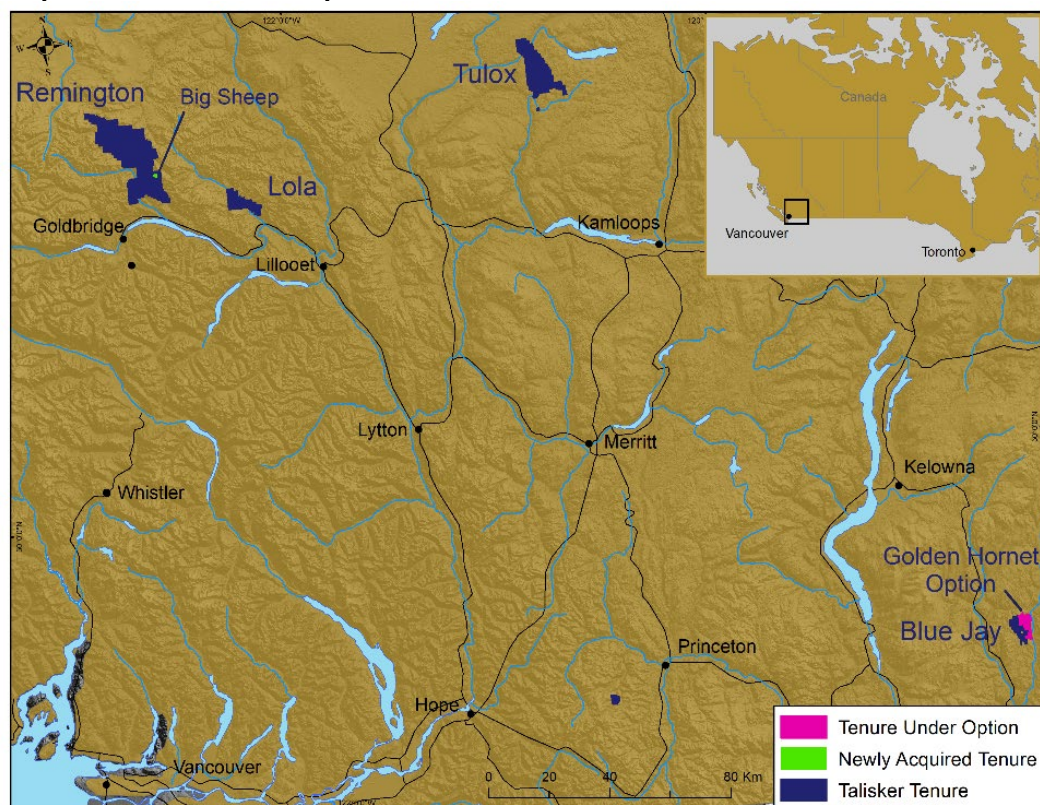 122°0'0"W
120°
N
W
E
S
Tulox
Canada
Remington
Big Sheep
Lola
Goldbridge
Kamloops
Vancouver
Toronto
Lillooet
Lytton
Merritt
Kelowna
Whistler
Golden Hornet
Option
Blue Jay
Princeton
Hope
Tenure Under Option
Newly Acquired Tenure
Talisker Tenure
Vancouver
0 20 40 80 Km